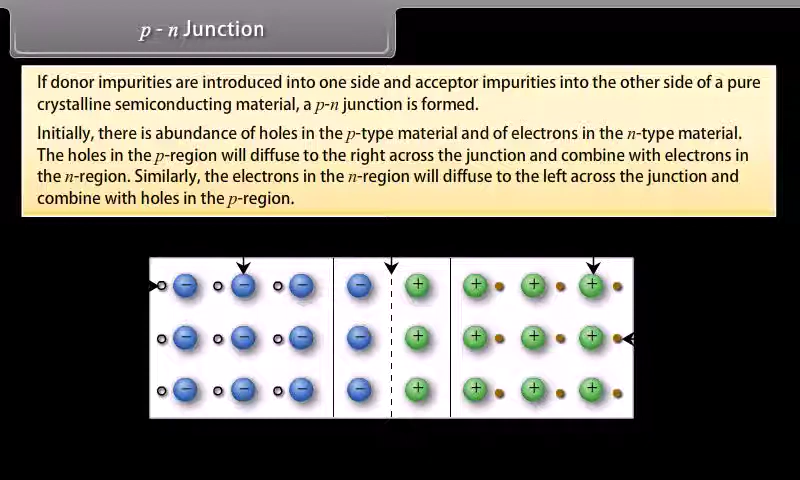 p - n Junction
If donor impurities are introduced into one side and acceptor impurities into the other side of a pure
crystalline semiconducting material, a p-n junction is formed.
Initially, there is abundance of holes in the p-type material and of electrons in the n-type material.
The holes in the p-region will diffuse to the right across the junction and combine with electrons in
the n-region. Similarly, the electrons in the n-region will diffuse to the left across the junction and
combine with holes in the p-region.
− − − − + + + +
− − − − + + + +
− − − − + + + +